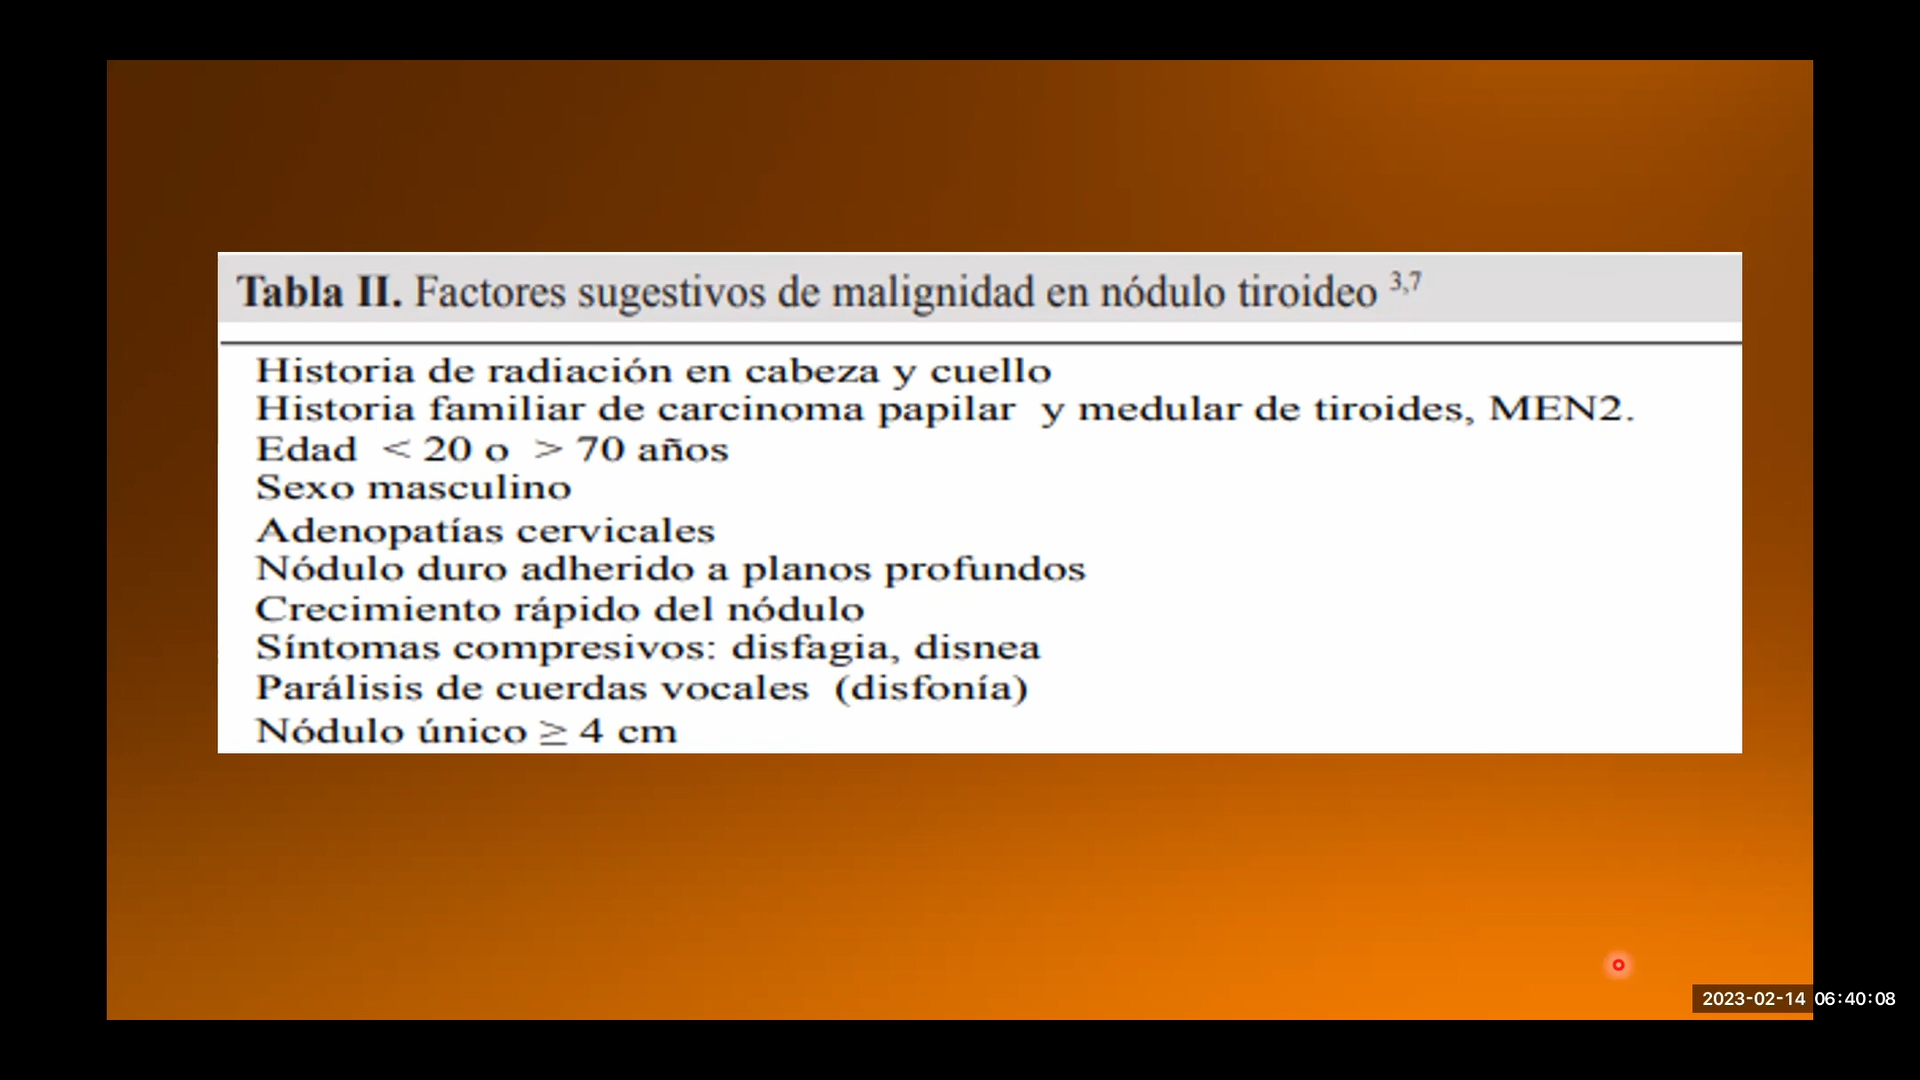 Tabla II. Factores sugestivos de malignidad en nódulo tiroideo 3,7
Historia de radiación en cabeza y cuello
Historia familiar de carcinoma papilar y medular de tiroides, MEN2.
Edad < 20 o > 70 años
Sexo masculino
Adenopatías cervicales
Nódulo duro adherido a planos profundos
Crecimiento rápido del nódulo
Síntomas compresivos: disfagia, disnea
Parálisis de cuerdas vocales (disfonía)
Nódulo único ≥ 4 cm
2023-02-14 06:40:08